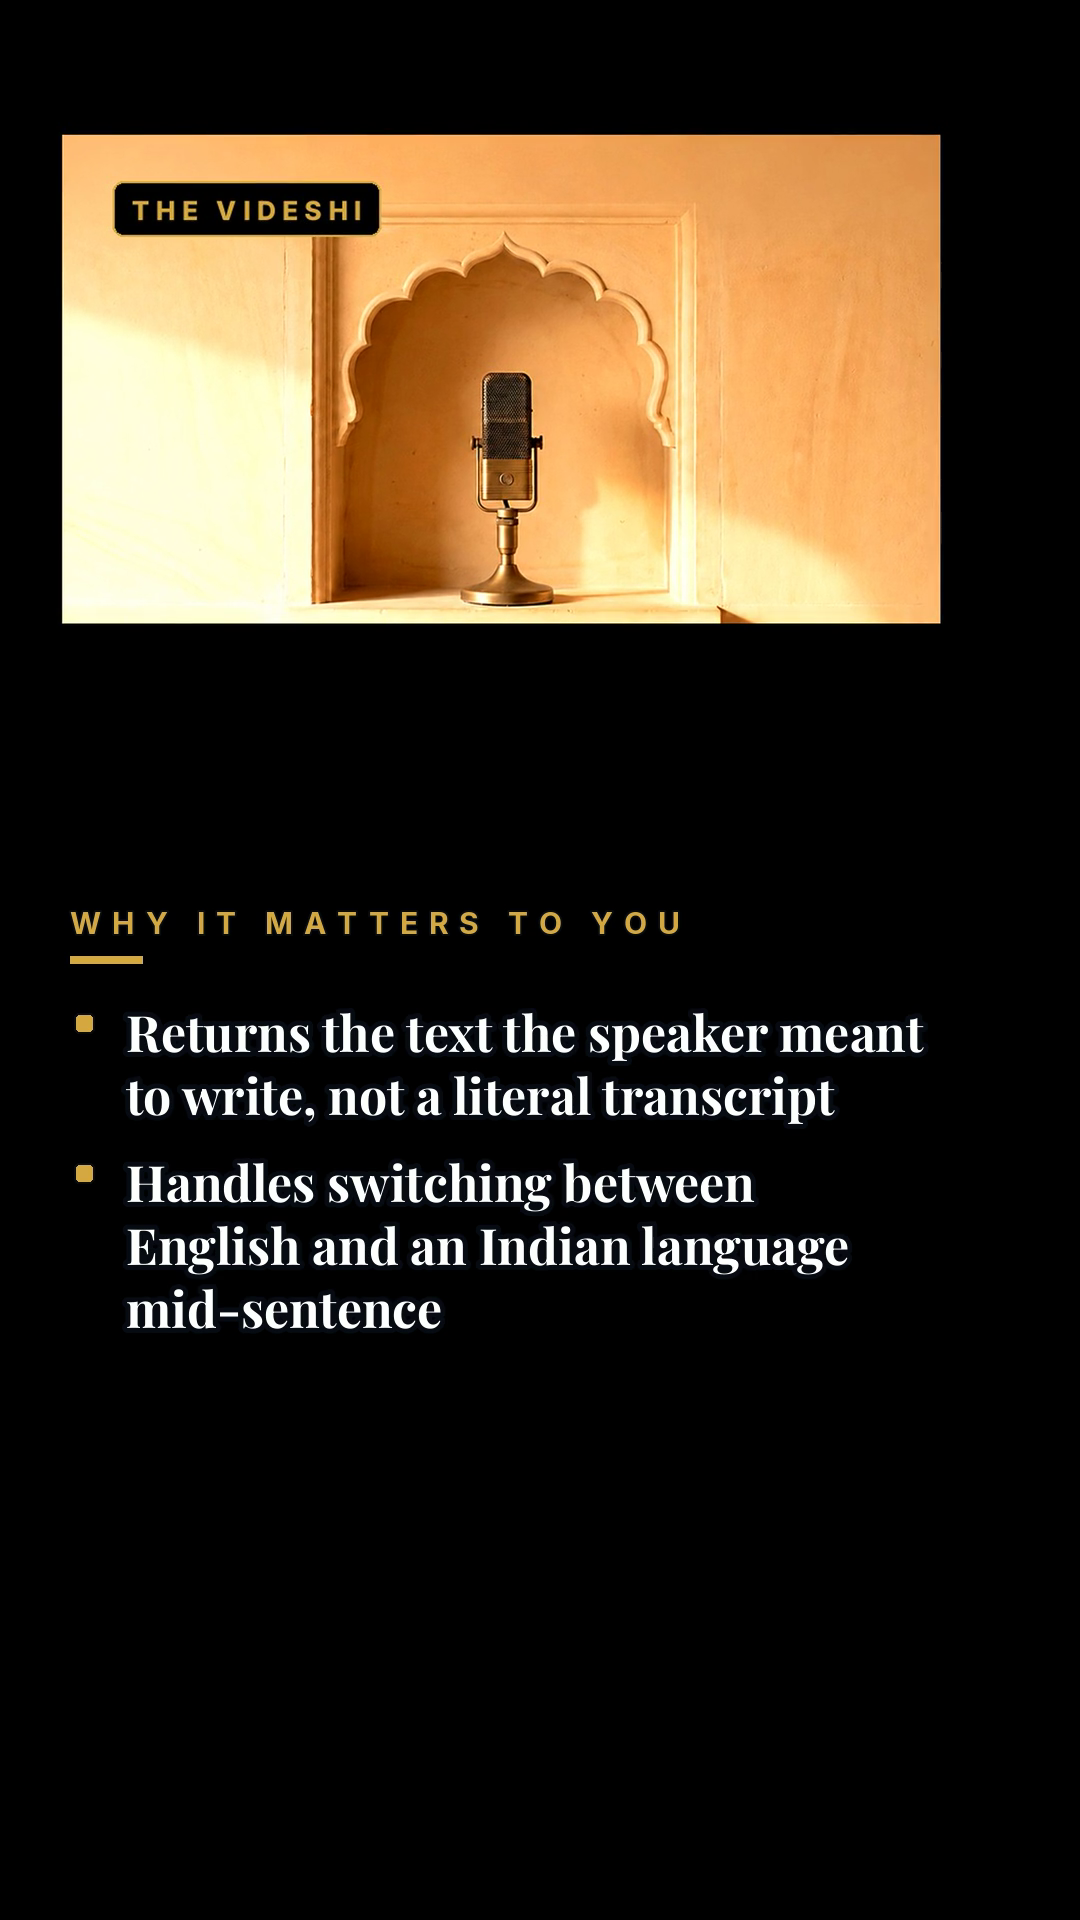 THE VIDESHI
WHY IT MATTERS TO YOU
Returns the text the speaker meant
to write, not a literal transcript
Handles switching between
English and an Indian language
mid-sentence